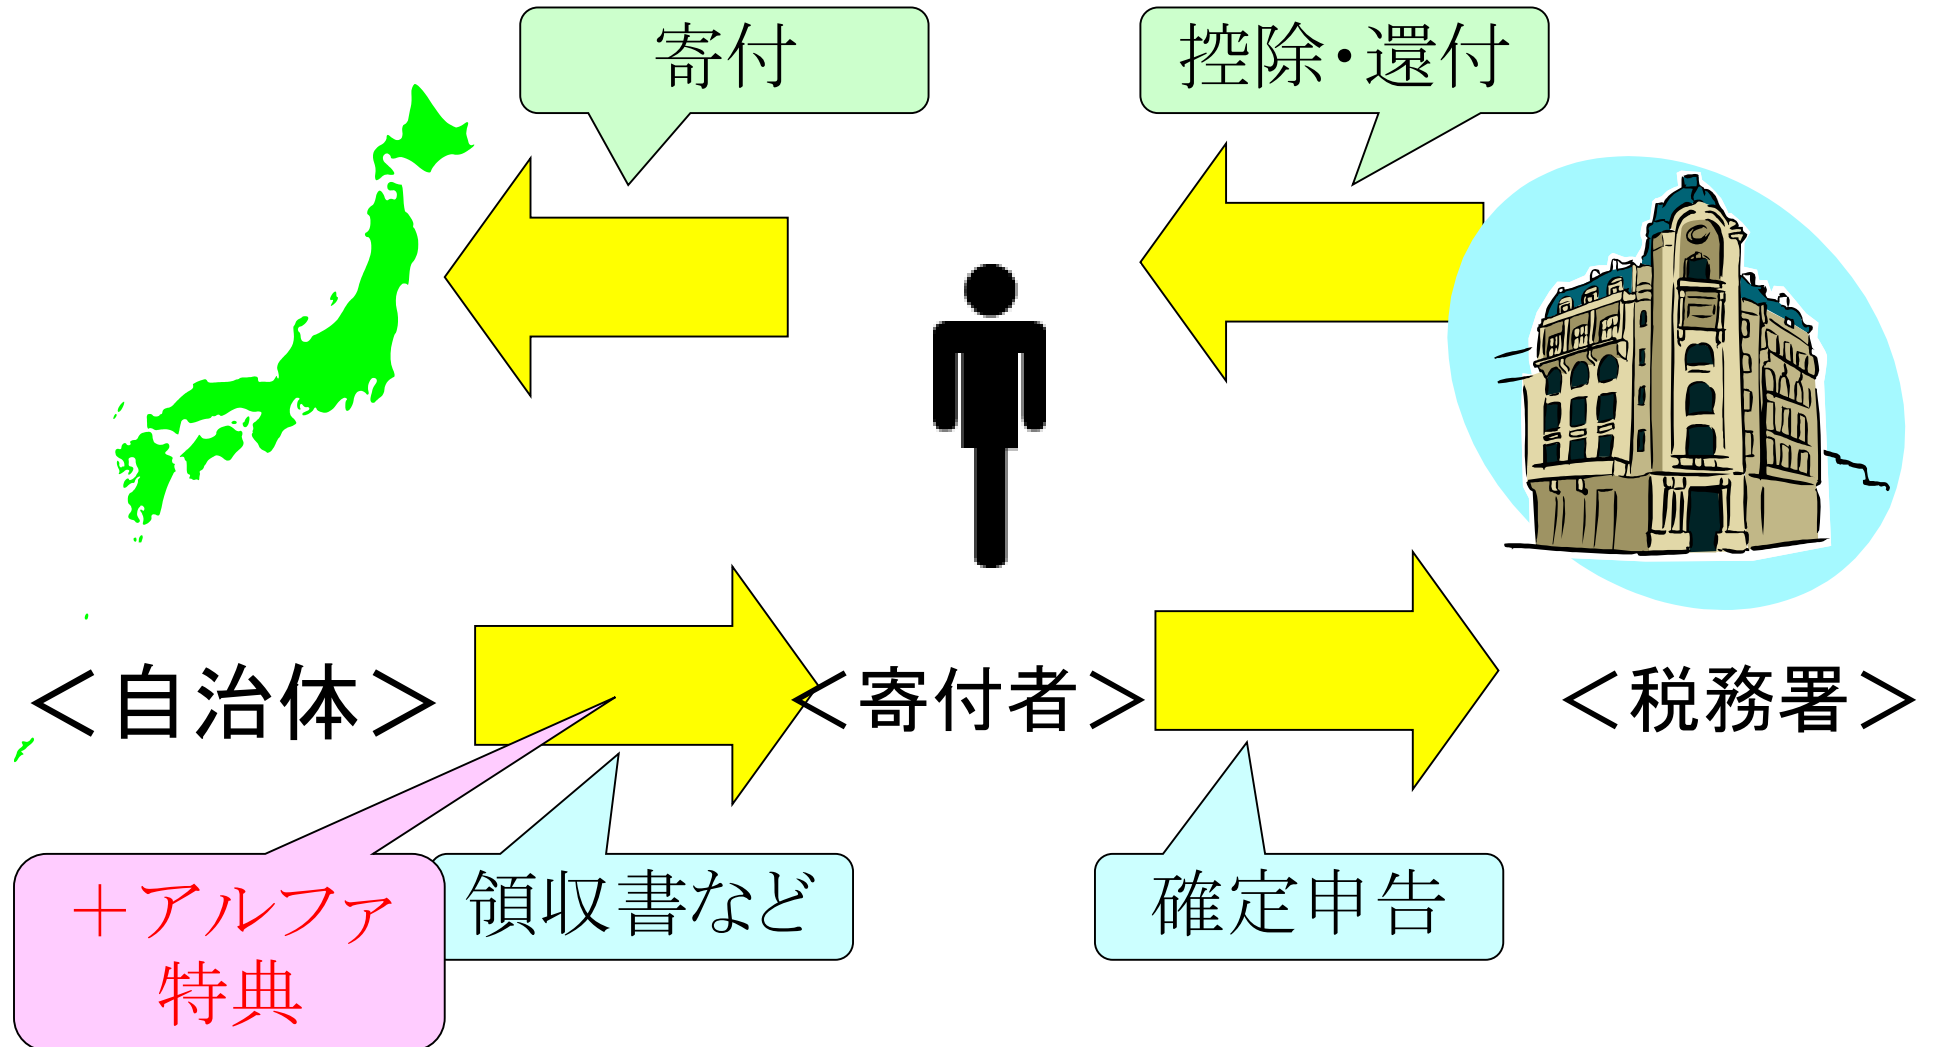 寄付
控除・還付
＜自治体＞
＜寄付者＞
＜税務署＞
＋アルファ
特典
領収書など
確定申告